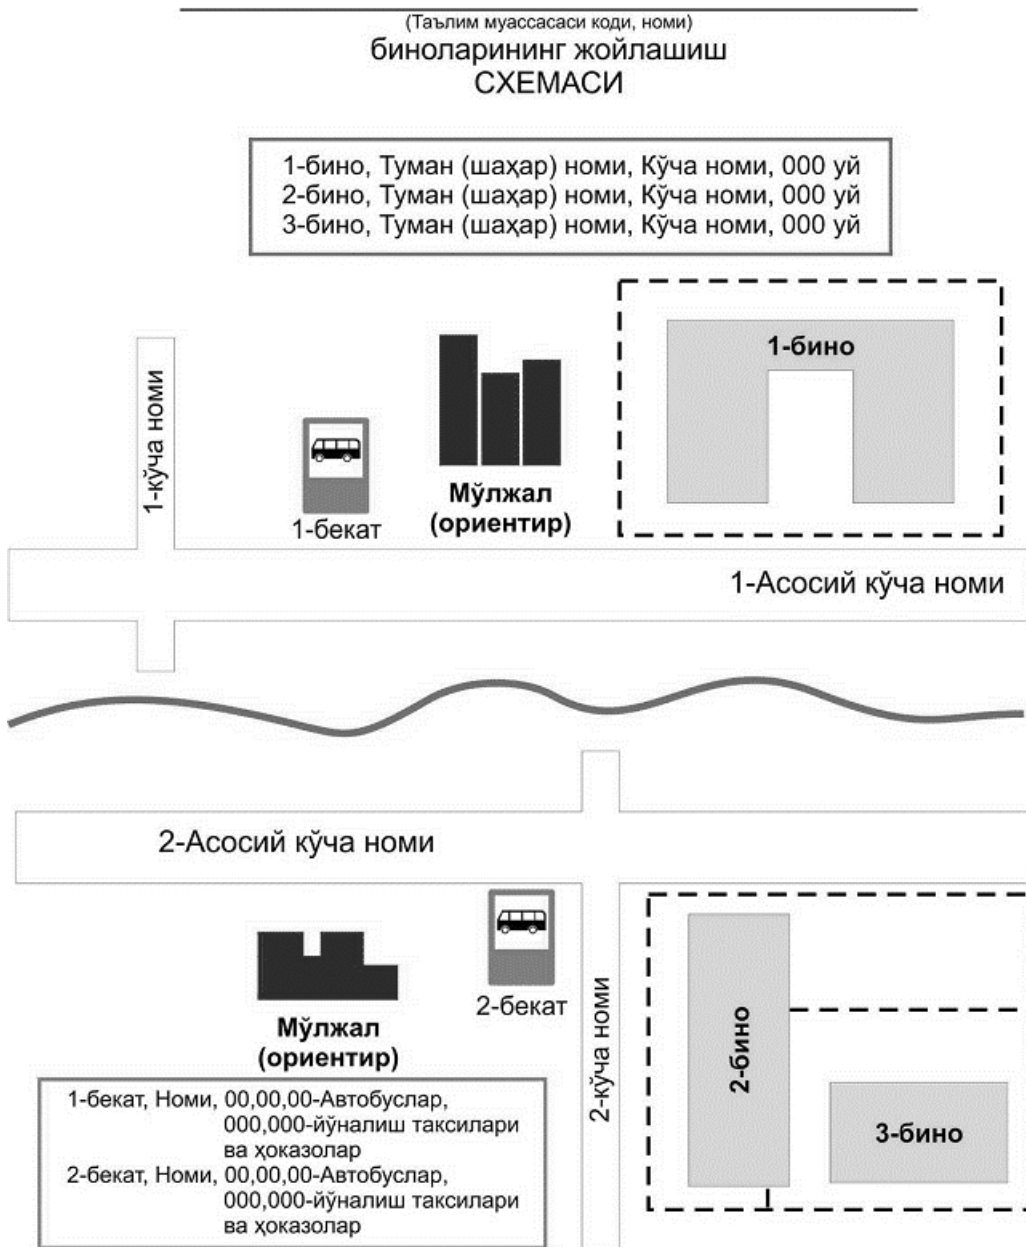 (Таълим муассасаси коди, номи)
биноларининг жойлашиш
СХЕМАСИ
1-бино, Туман (шаҳар) номи, Кўча номи, 000 уй
2-бино, Туман (шаҳар) номи, Кўча номи, 000 уй
3-бино, Туман (шаҳар) номи, Кўча номи, 000 уй
1-кўча номи
1-бекат
Мўлжал
(ориентир)
1-бино
1-Асосий кўча номи
2-Асосий кўча номи
Мўлжал
(ориентир)
2-бекат
2-кўча номи
2-бино
3-бино
1-бекат, Номи, 00,00,00-Автобуслар,
000,000-йўналиш таксилари
ва ҳоказолар
2-бекат, Номи, 00,00,00-Автобуслар,
000,000-йўналиш таксилари
ва ҳоказолар